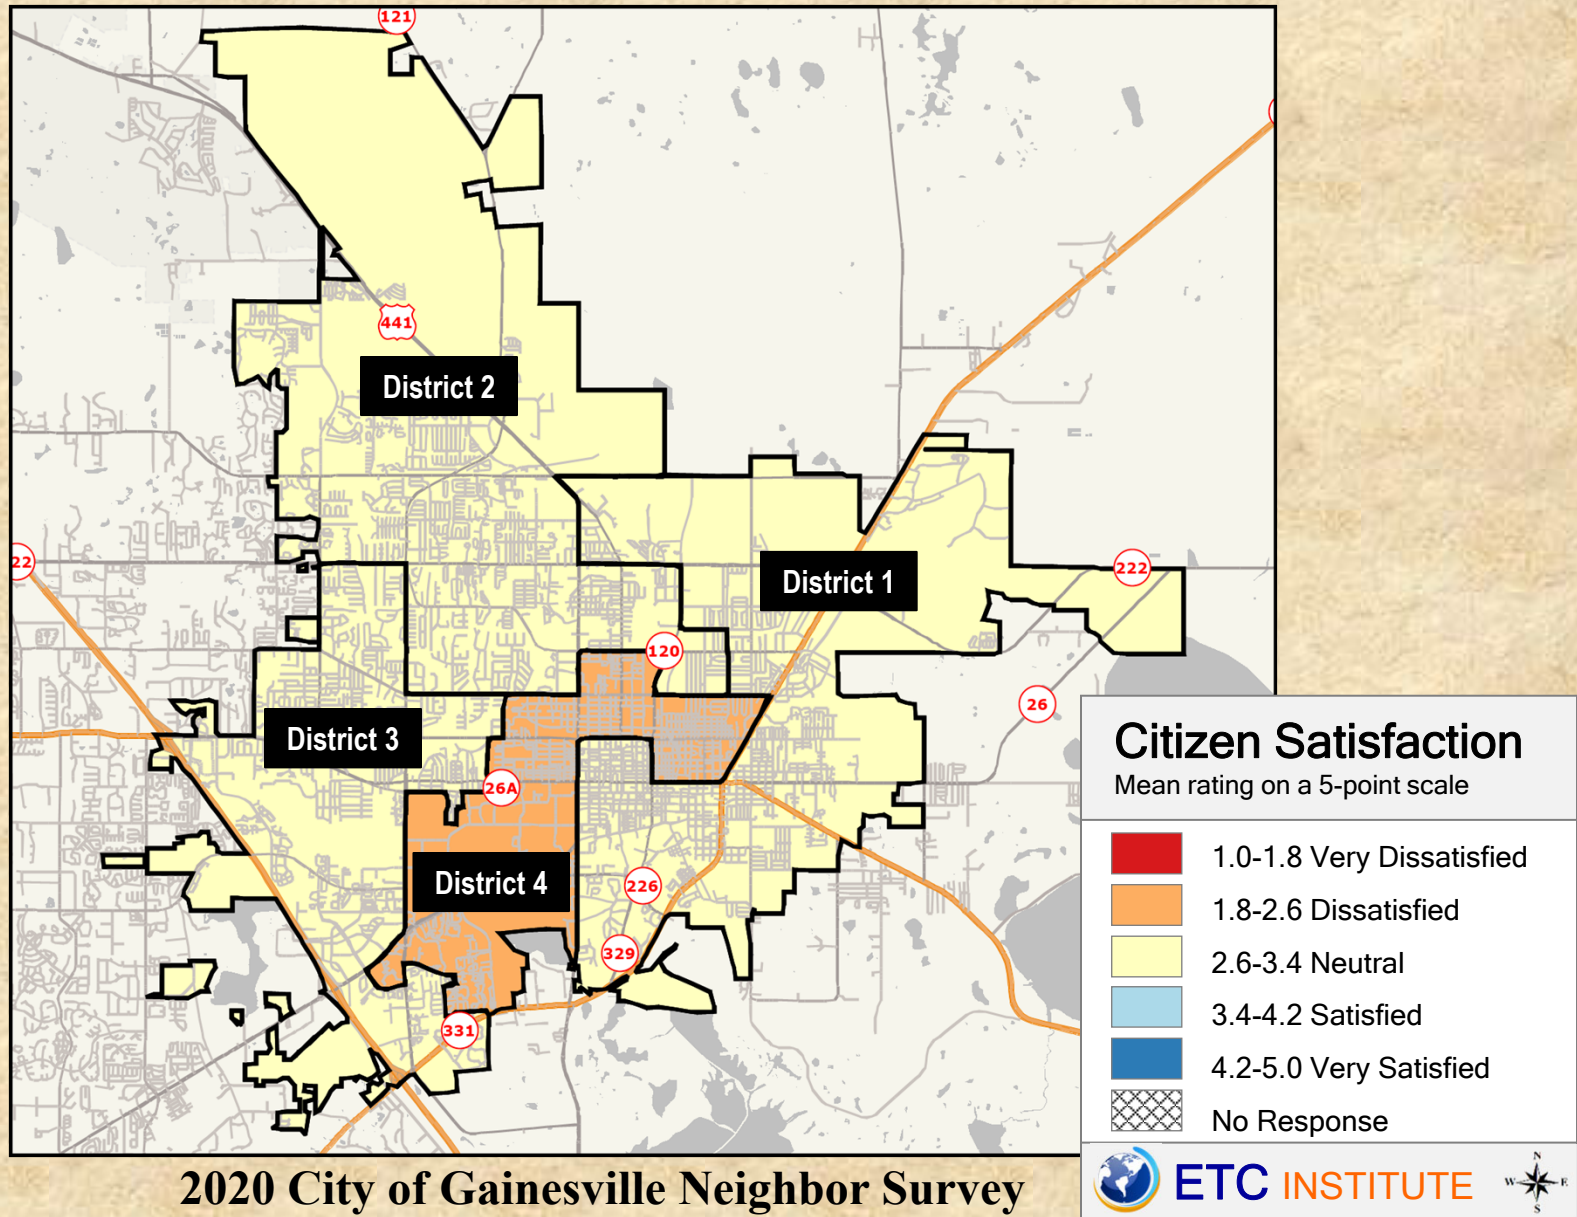 121
441
District 2
22
District 1
222
120
26
District 3
26A
District 4
226
329
331
Citizen Satisfaction
Mean rating on a 5-point scale
1.0-1.8 Very Dissatisfied
1.8-2.6 Dissatisfied
2.6-3.4 Neutral
3.4-4.2 Satisfied
4.2-5.0 Very Satisfied
No Response
2020 City of Gainesville Neighbor Survey
ETC INSTITUTE
N
W E
S